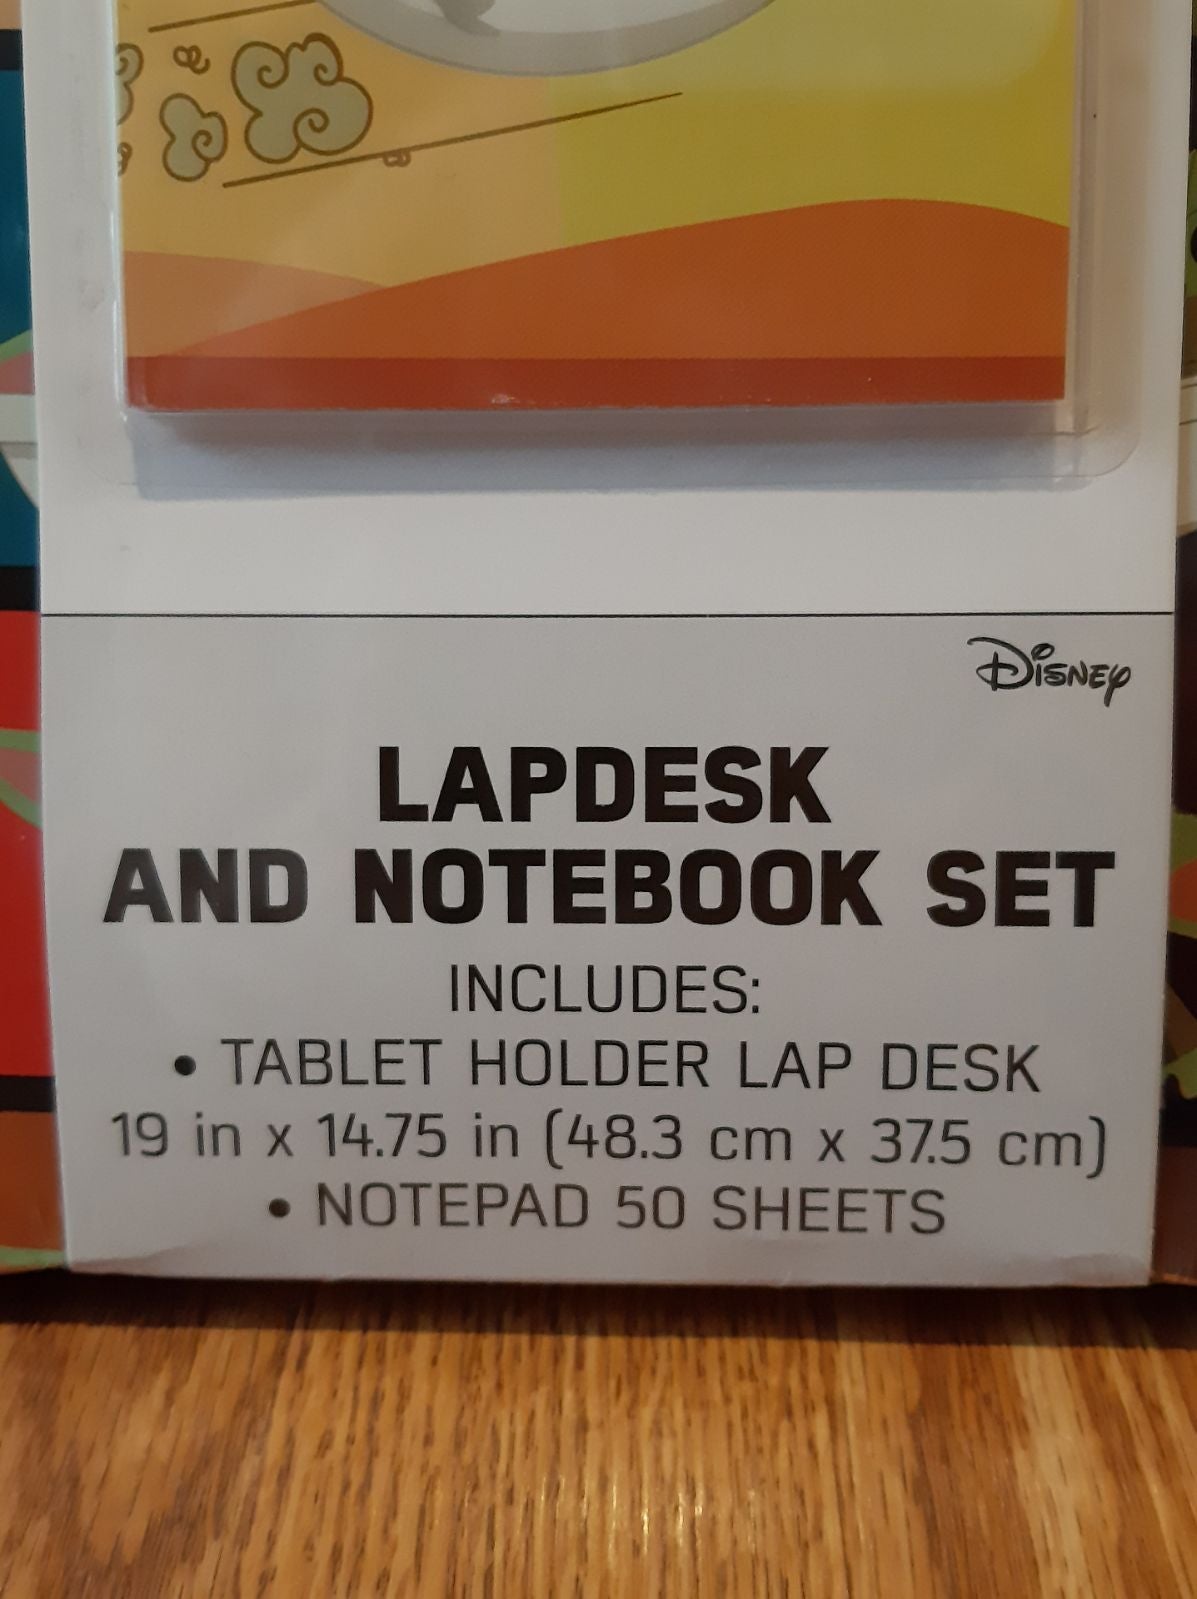 Disney
LAPDESK
AND NOTEBOOK SET
INCLUDES:
• TABLET HOLDER LAP DESK
19 in x 14.75 in (48.3 cm x 37.5 cm)
• NOTEPAD 50 SHEETS